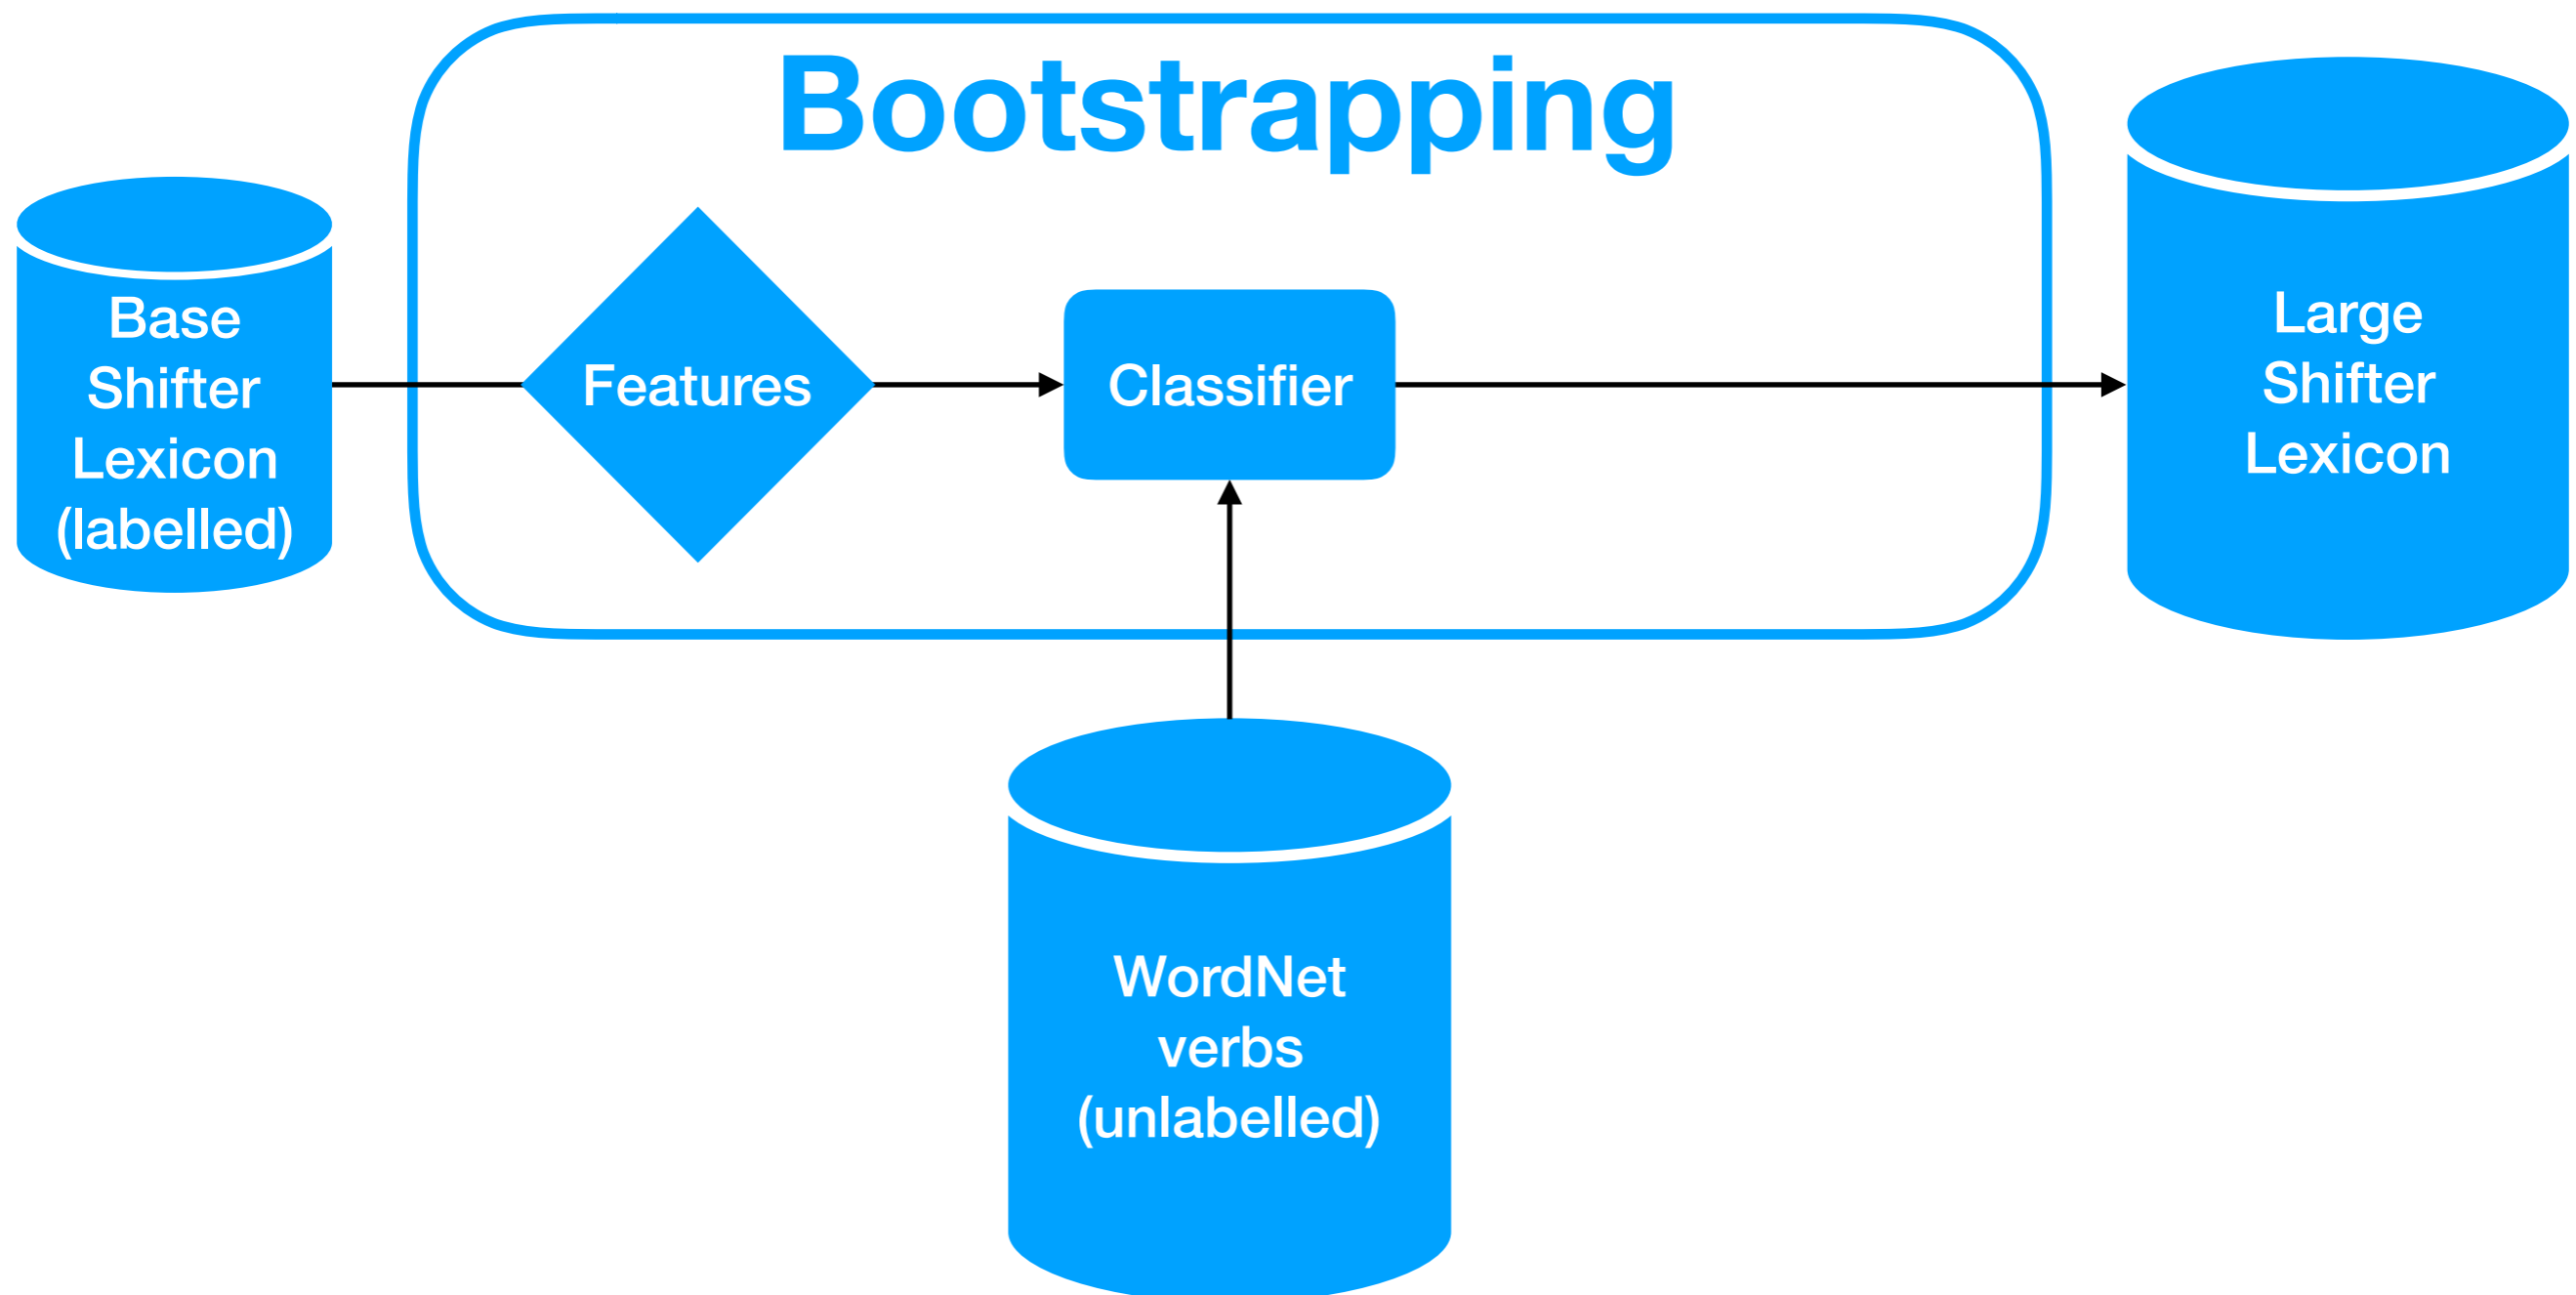 Bootstrapping
Base
Shifter
Lexicon
(labelled)
Features
Classifier
Large
Shifter
Lexicon
WordNet
verbs
(unlabelled)